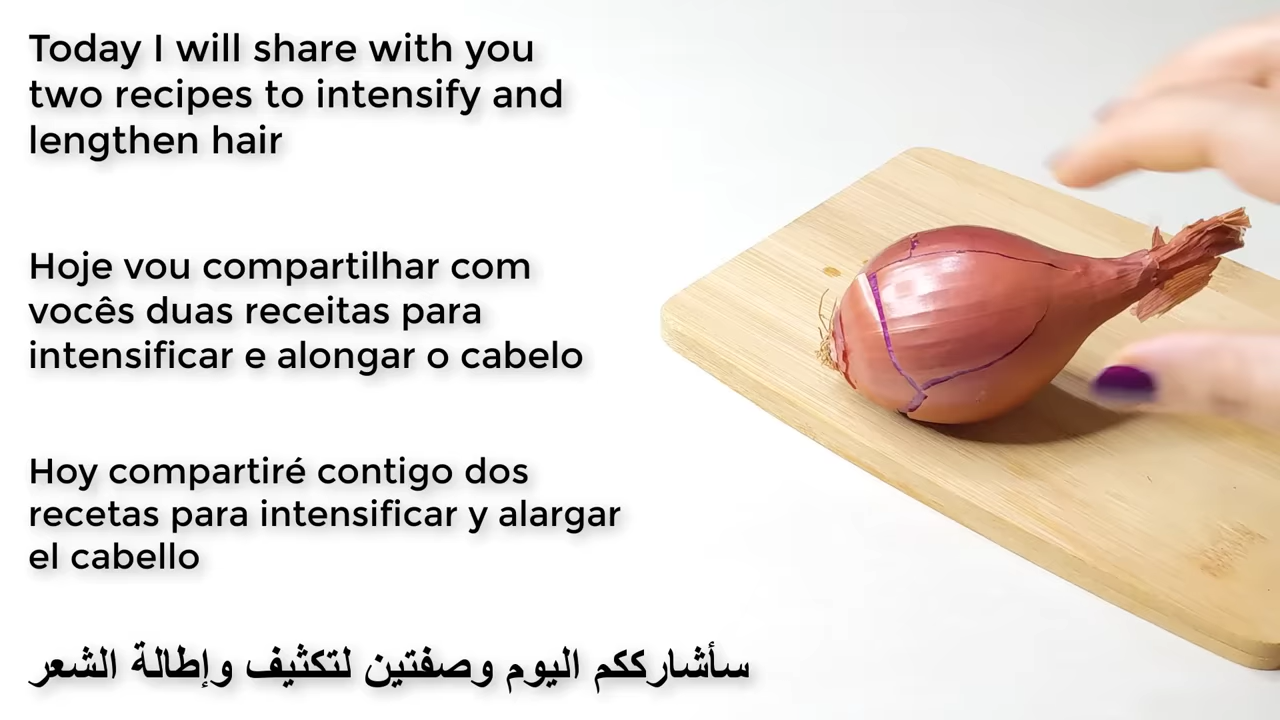 Today I will share with you
two recipes to intensify and
lengthen hair
Hoje vou compartilhar com
vocês duas receitas para
intensificar e alongar o cabelo
Hoy compartiré contigo dos
recetas para intensificar y alargar
el cabello
سأشارككم اليوم وصفتين لتكثيف وإطالة الشعر